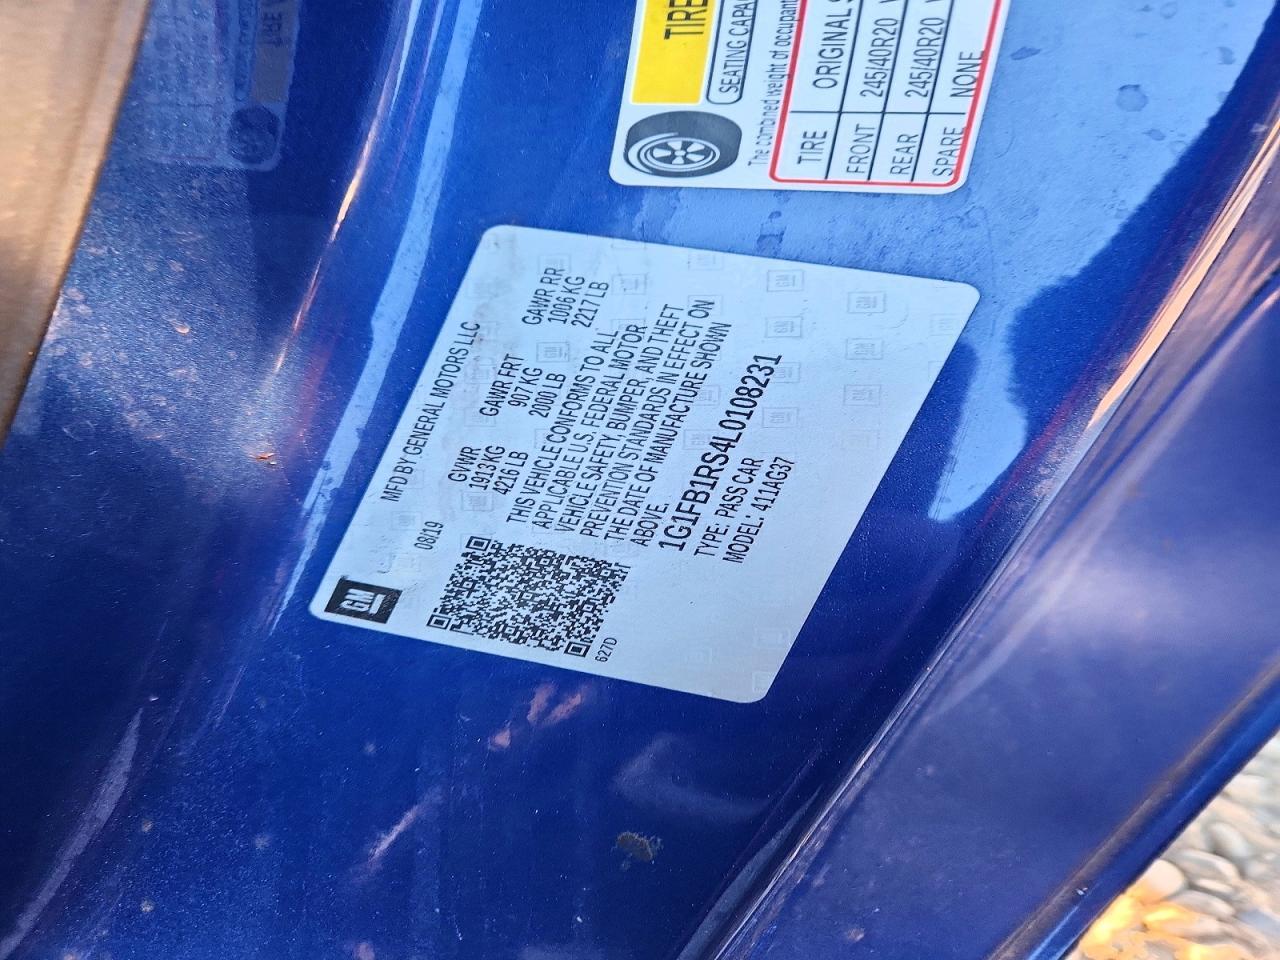 GM
MFD BY GENERAL MOTORS LLC
08/19
GVWR GAWR FRT GAWR RR
1913KG 907 KG 1006 KG
4216 LB 2000 LB 2217 LB
THIS VEHICLE CONFORMS TO ALL
APPLICABLE U.S. FEDERAL MOTOR
VEHICLE SAFETY, BUMPER, AND THEFT
PREVENTION STANDARDS IN EFFECT ON
THE DATE OF MANUFACTURE SHOWN
ABOVE.
1G1FB1RS4L0108231
TYPE: PASS CAR
MODEL: 411AG37
627D
TIRE
SEATING CAPA
The combined weight of occupant
TIRE ORIGINAL S
FRONT 245/40R20
REAR 245/40R20
SPARE NONE